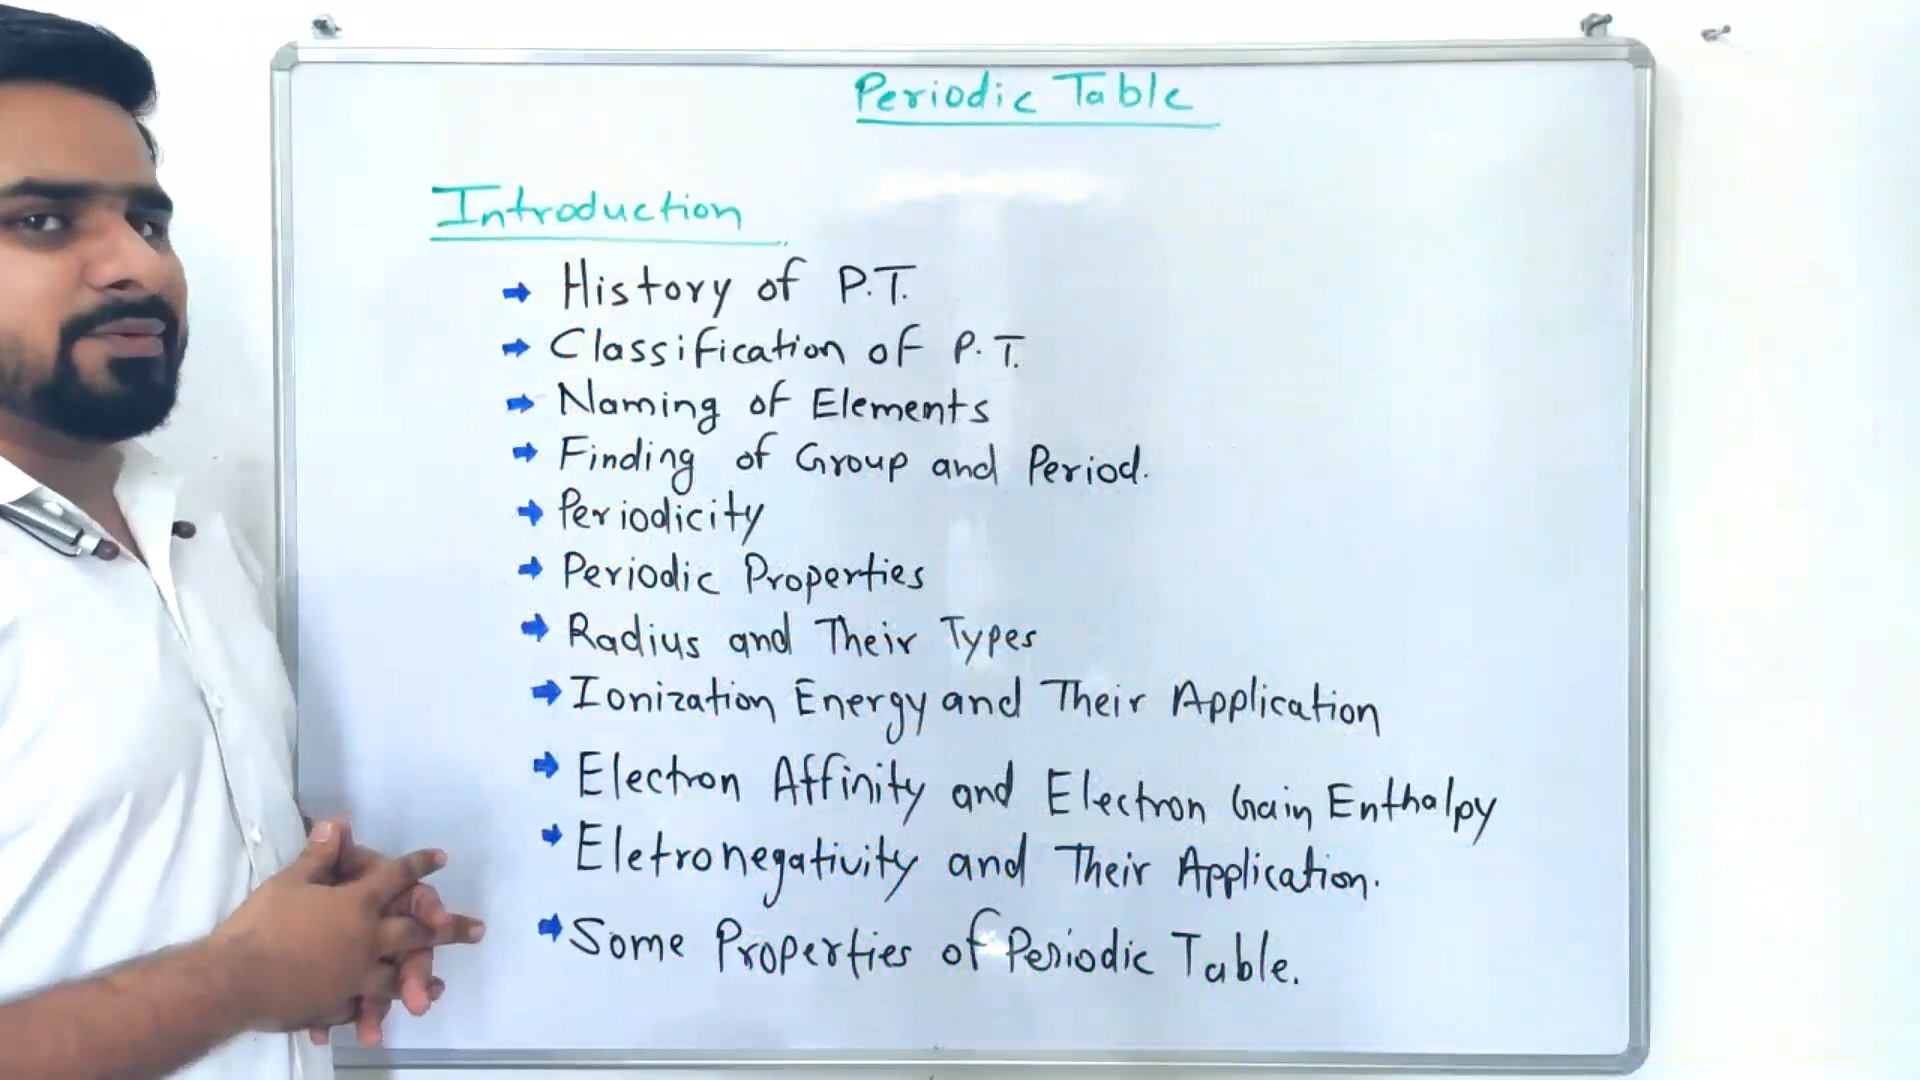 Periodic Table
Introduction
➡ History of P.T.
➡ Classification of P.T.
➡ Naming of Elements
➡ Finding of Group and Period.
➡ Periodicity
➡ Periodic Properties
➡ Radius and Their Types
➡ Ionization Energy and Their Application
➡ Electron Affinity and Electron Gain Enthalpy
➡ Eletronegativity and Their Application.
➡ Some Properties of Periodic Table.